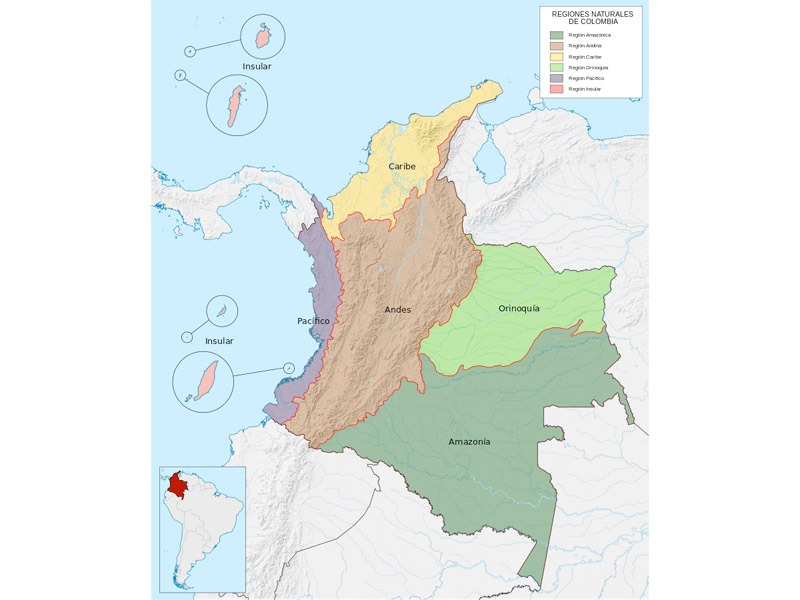 REGIONES NATURALES
DE COLOMBIA
Región Amazónica
Región Andina
Región Caribe
Región Orinoquía
Región Pacífico
Región Insular
Insular
Caribe
Pacífico
Andes
Orinoquía
Insular
Amazonía